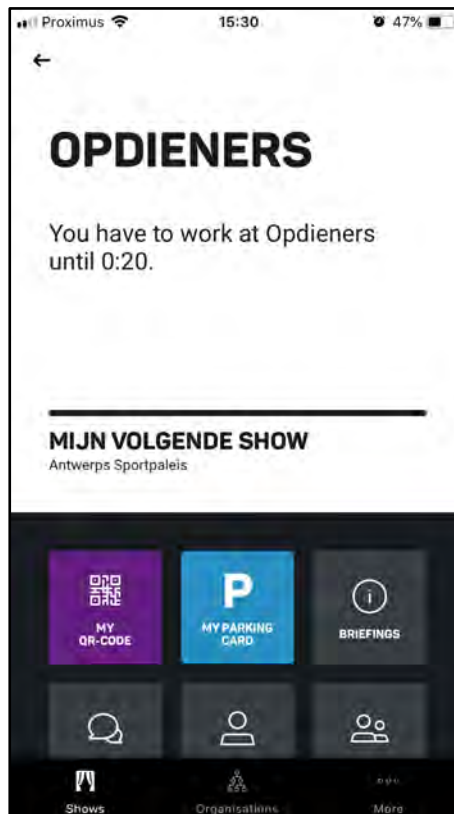 Proximus 15:30 47%
OPDIENERS
You have to work at Opdieners
until 0:20.
MIJN VOLGENDE SHOW
Antwerps Sportpaleis
P
MY
QR-CODE
MY PARKING
CARD
BRIEFINGS
Shows Organisations More